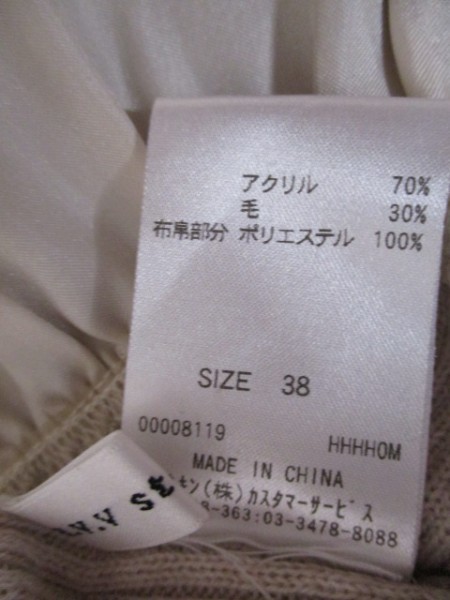 アクリル 70%
毛 30%
布帛部分 ポリエステル 100%
SIZE 38
00008119 HHHHOM
MADE IN CHINA
モン(株)カスタマーサービス
8-363:03-3478-8088